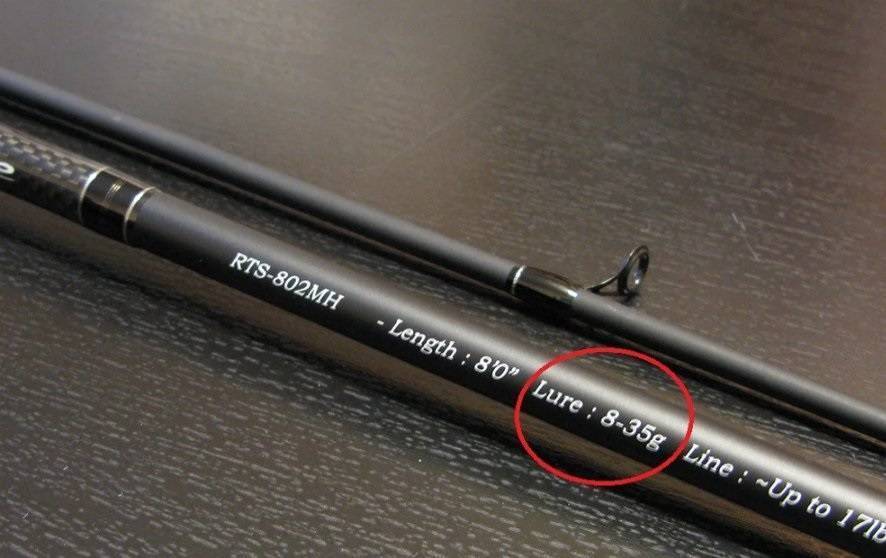 RTS-802MH - Length : 8'0" Lure : 8-35g Line : ~Up to 17lb